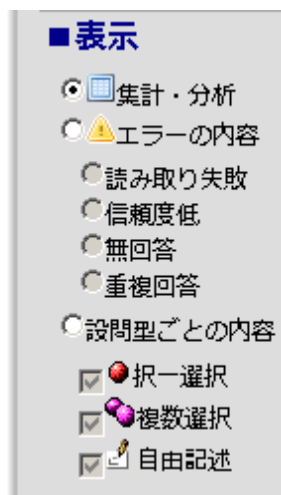 ■表示
集計・分析
エラーの内容
読み取り失敗
信頼度低
無回答
重複回答
設問型ごとの内容
択一選択
複数選択
自由記述